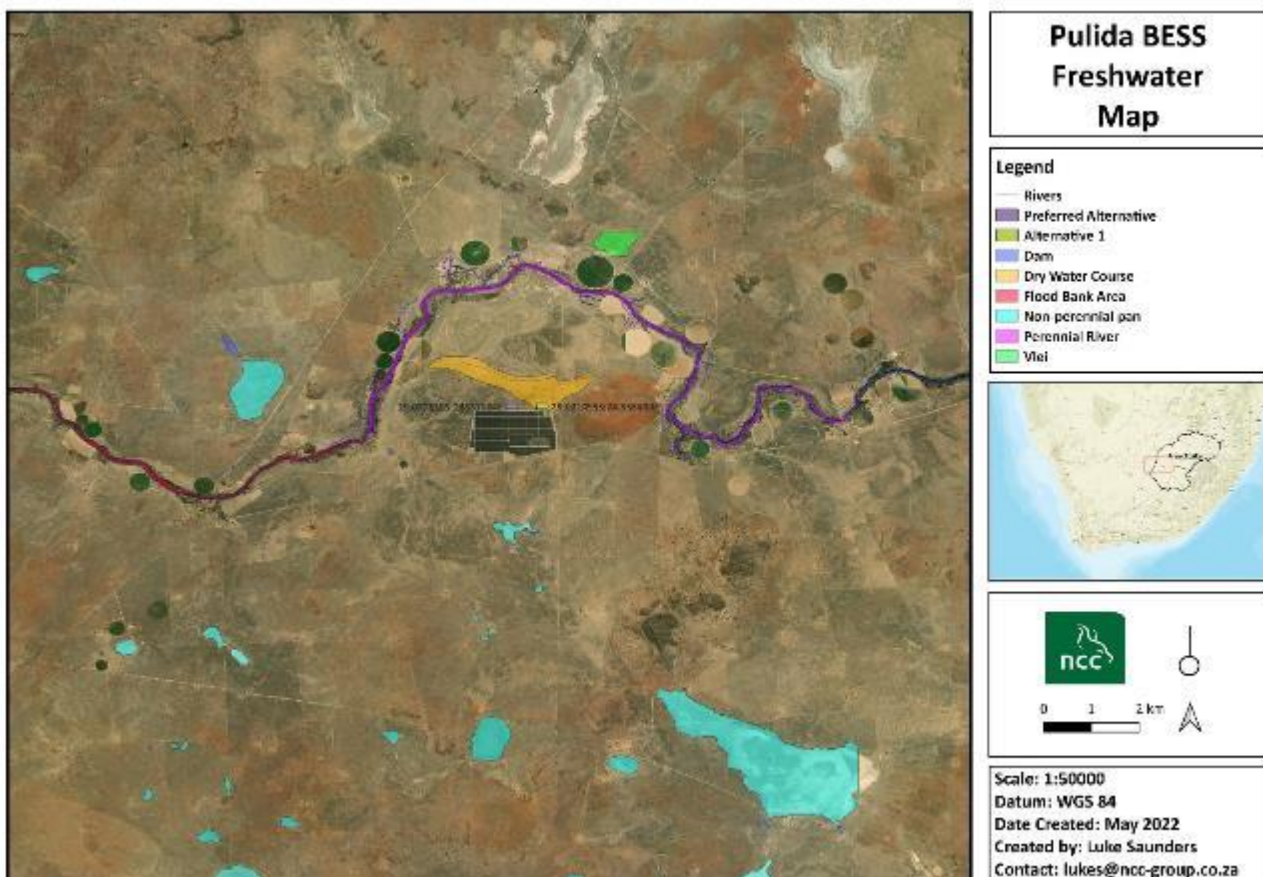 Pulida BESS
Freshwater
Map
Legend
Rivers
Preferred Alternative
Alternative 1
Dam
Dry Water Course
Flood Bank Area
Non-perennial pan
Perennial River
Vlei
ncc
0 1 2 km
Scale: 1:50000
Datum: WGS 84
Date Created: May 2022
Created by: Luke Saunders
Contact: lukes@ncc-group.co.za